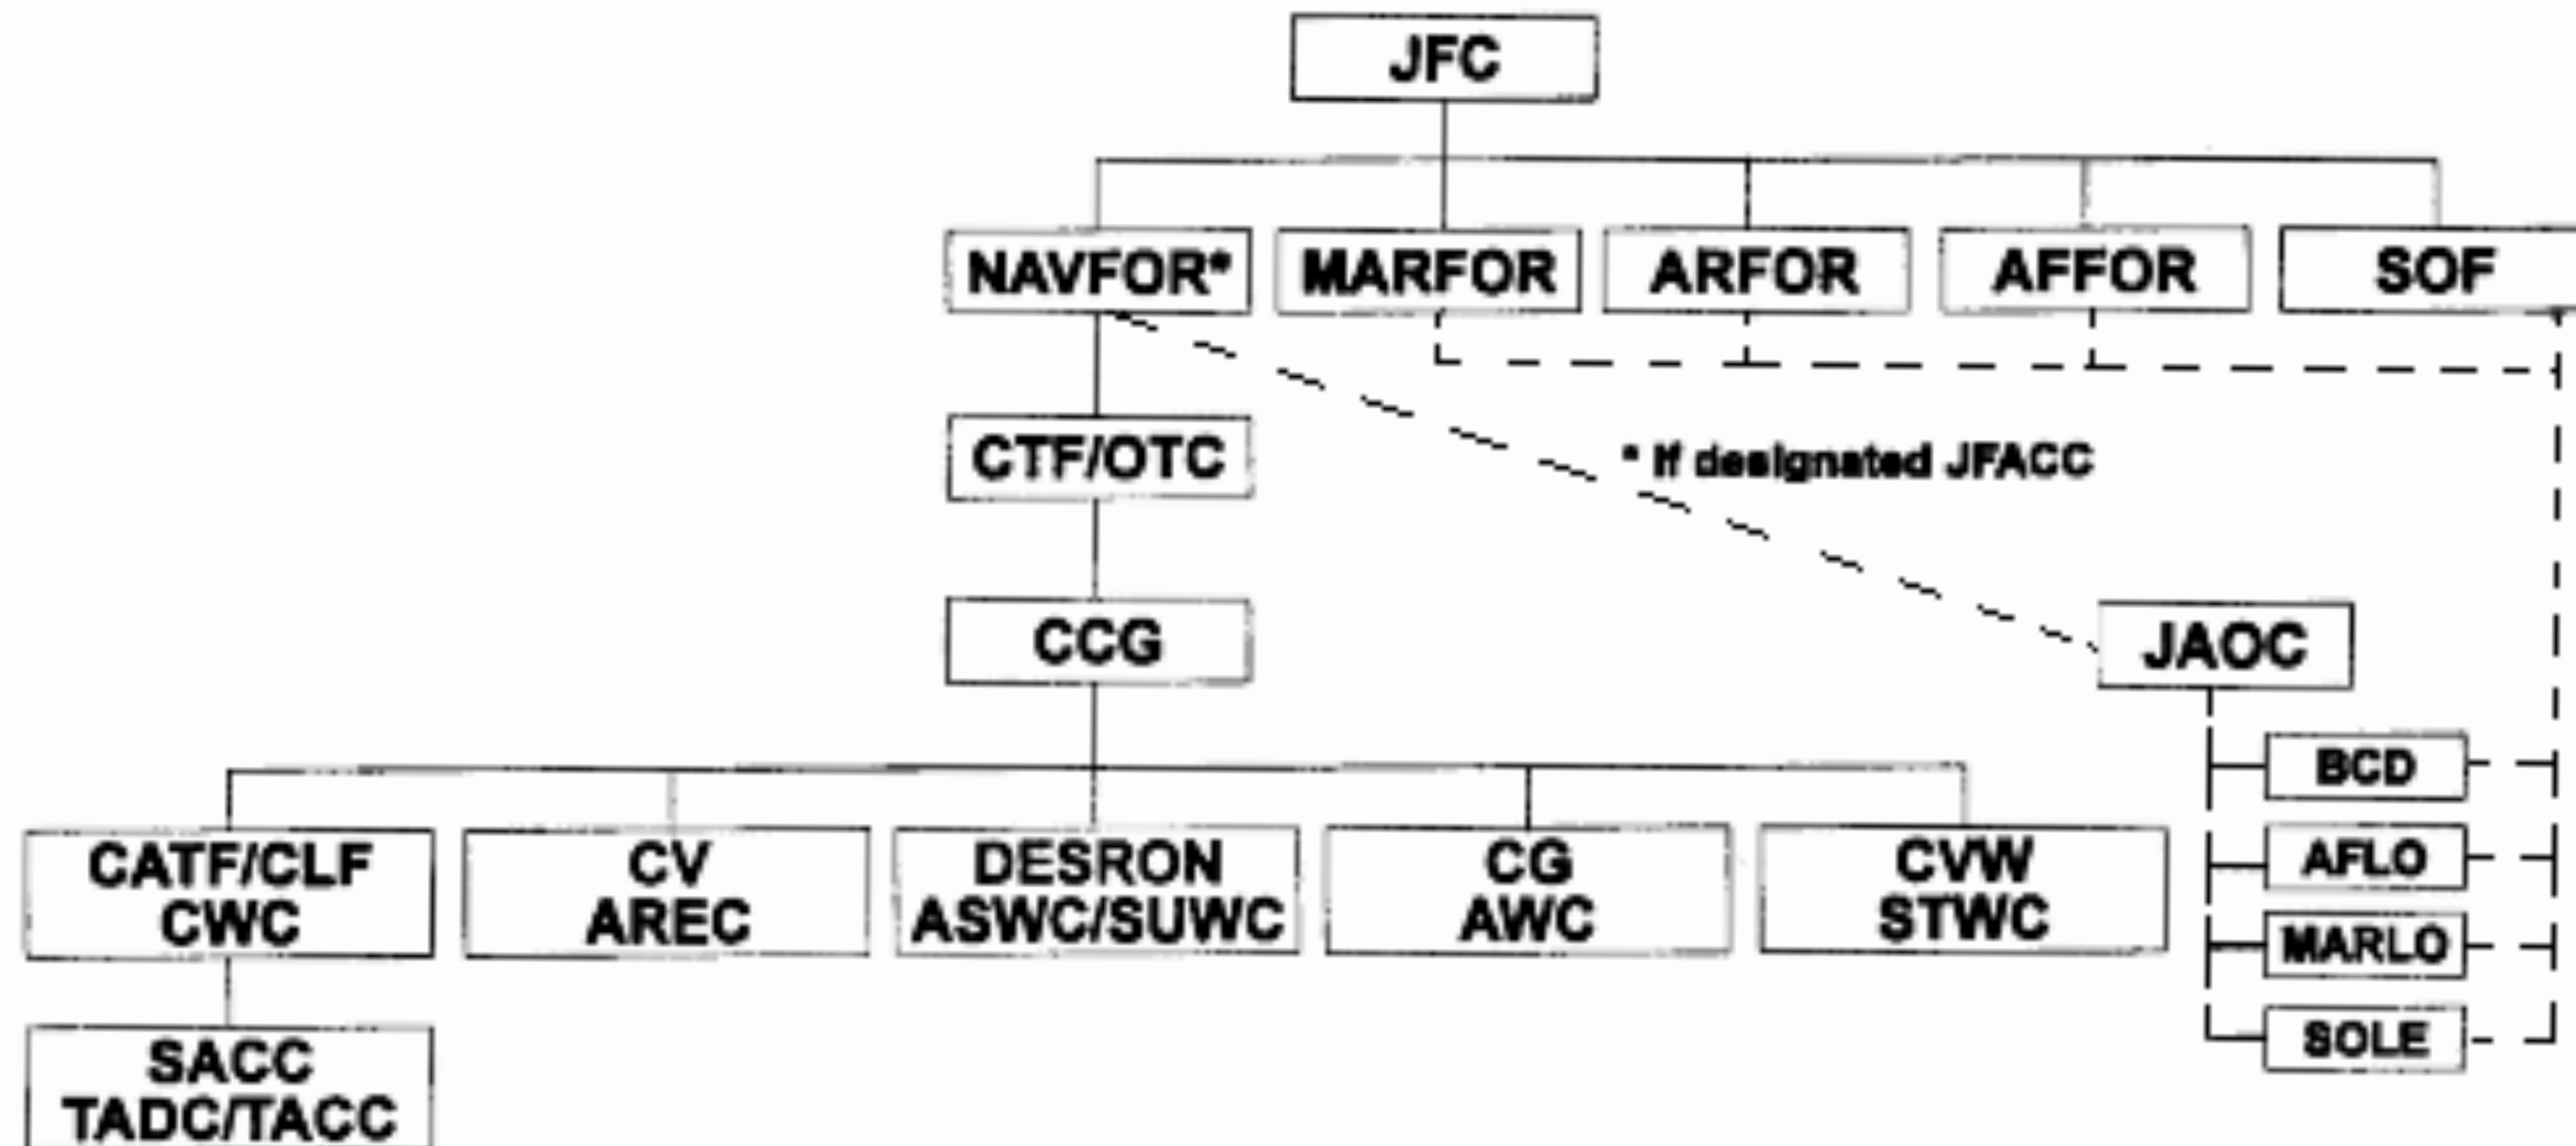 JFC
NAVFOR*
MARFOR
ARFOR
AFFOR
SOF
CTF/OTC
* If designated JFACC
CCG
JAOC
BCD
AFLO
MARLO
SOLE
CATF/CLF
CWC
CV
AREC
DESRON
ASWC/SUWC
CG
AWC
CVW
STWC
SACC
TADC/TACC